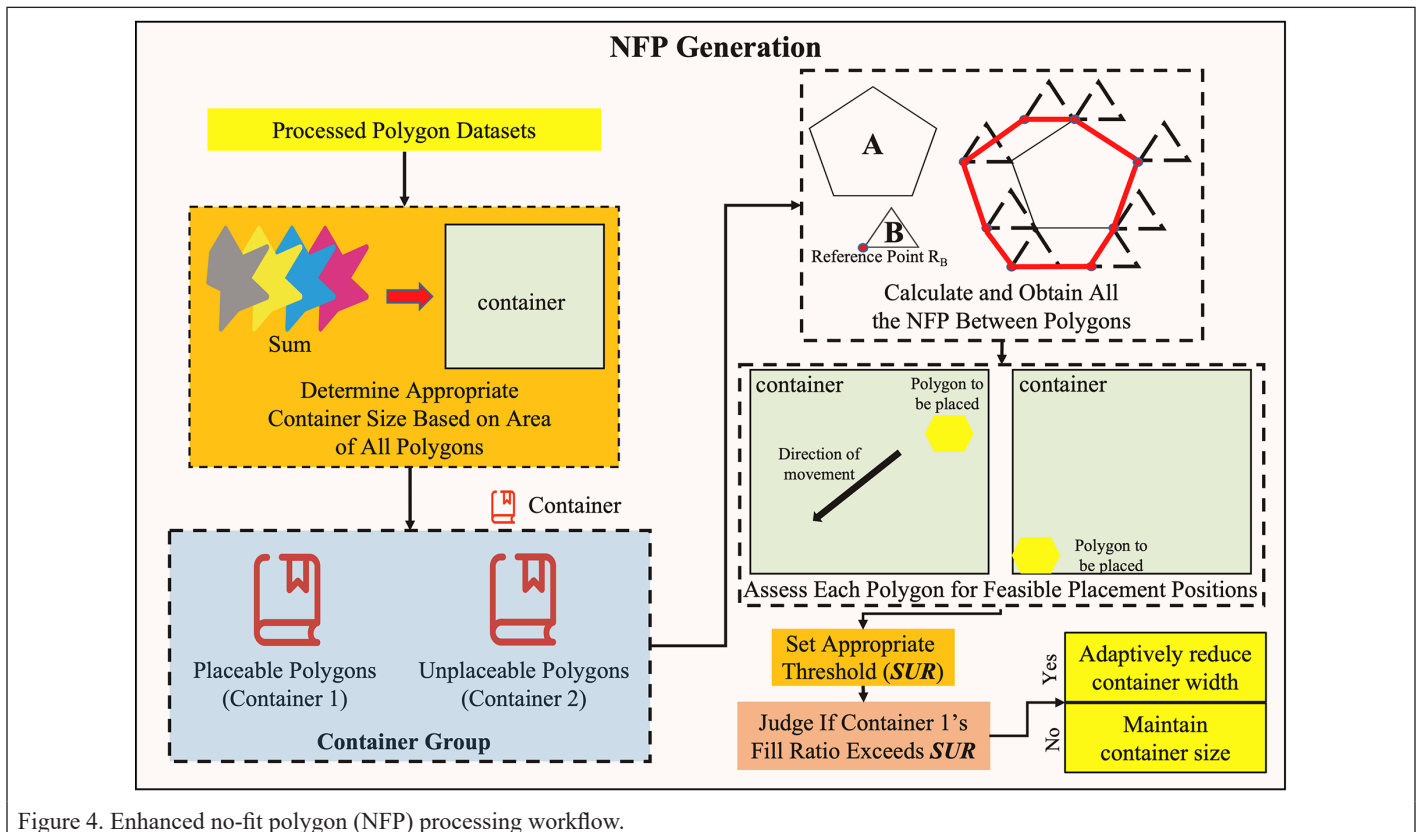 NFP Generation
Processed Polygon Datasets
Sum
container
Determine Appropriate
Container Size Based on Area
of All Polygons
Container
Placeable Polygons
(Container 1)
Unplaceable Polygons
(Container 2)
Container Group
A
B
Reference Point RB
Calculate and Obtain All
the NFP Between Polygons
container
Polygon to
be placed
Direction of
movement
container
Polygon to
be placed
Assess Each Polygon for Feasible Placement Positions
Set Appropriate
Threshold (SUR)
Judge If Container 1’s
Fill Ratio Exceeds SUR
Yes
No
Adaptively reduce
container width
Maintain
container size
Figure 4. Enhanced no-fit polygon (NFP) processing workflow.